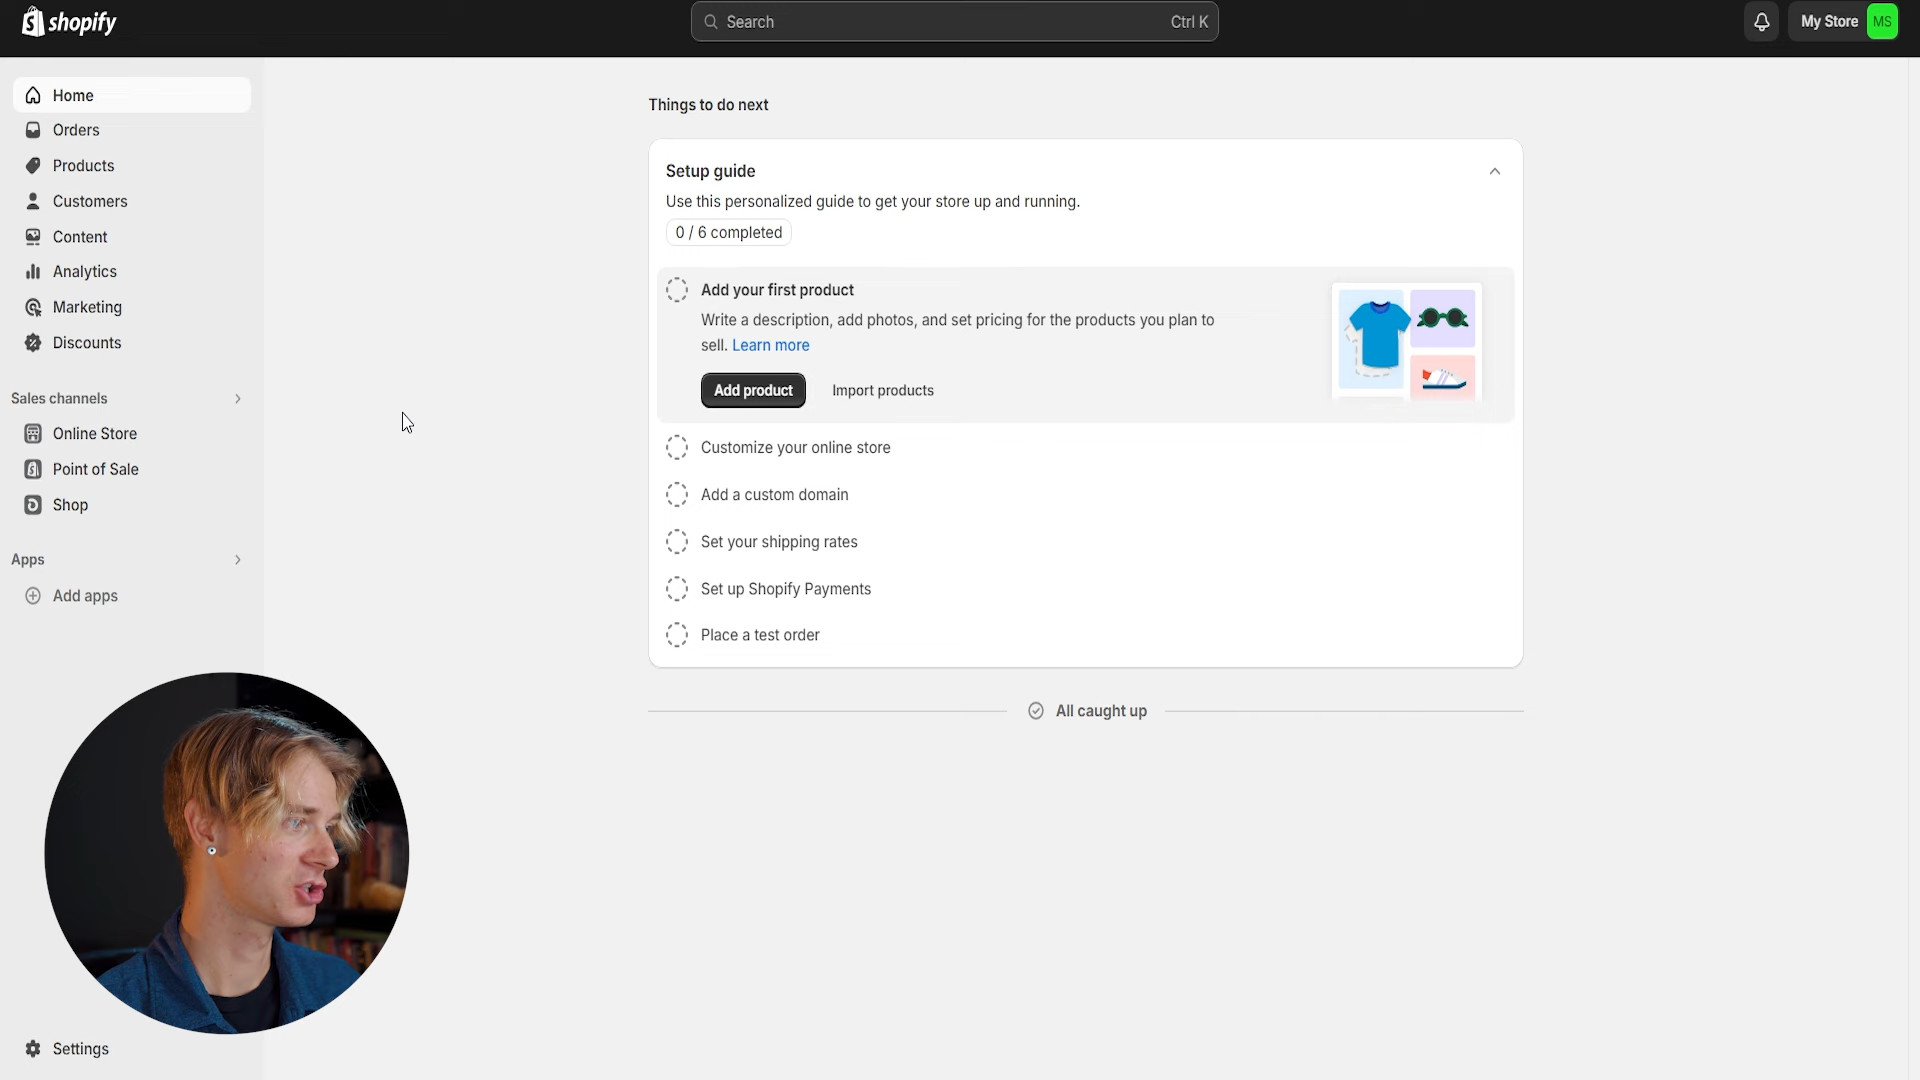 shopify
Search
Ctrl K
My Store
MS
Home
Orders
Products
Customers
Content
Analytics
Marketing
Discounts
Sales channels
Online Store
Point of Sale
Shop
Apps
Add apps
Settings
Things to do next
Setup guide
Use this personalized guide to get your store up and running.
0 / 6 completed
Add your first product
Write a description, add photos, and set pricing for the products you plan to
sell. Learn more
Add product
Import products
Customize your online store
Add a custom domain
Set your shipping rates
Set up Shopify Payments
Place a test order
All caught up